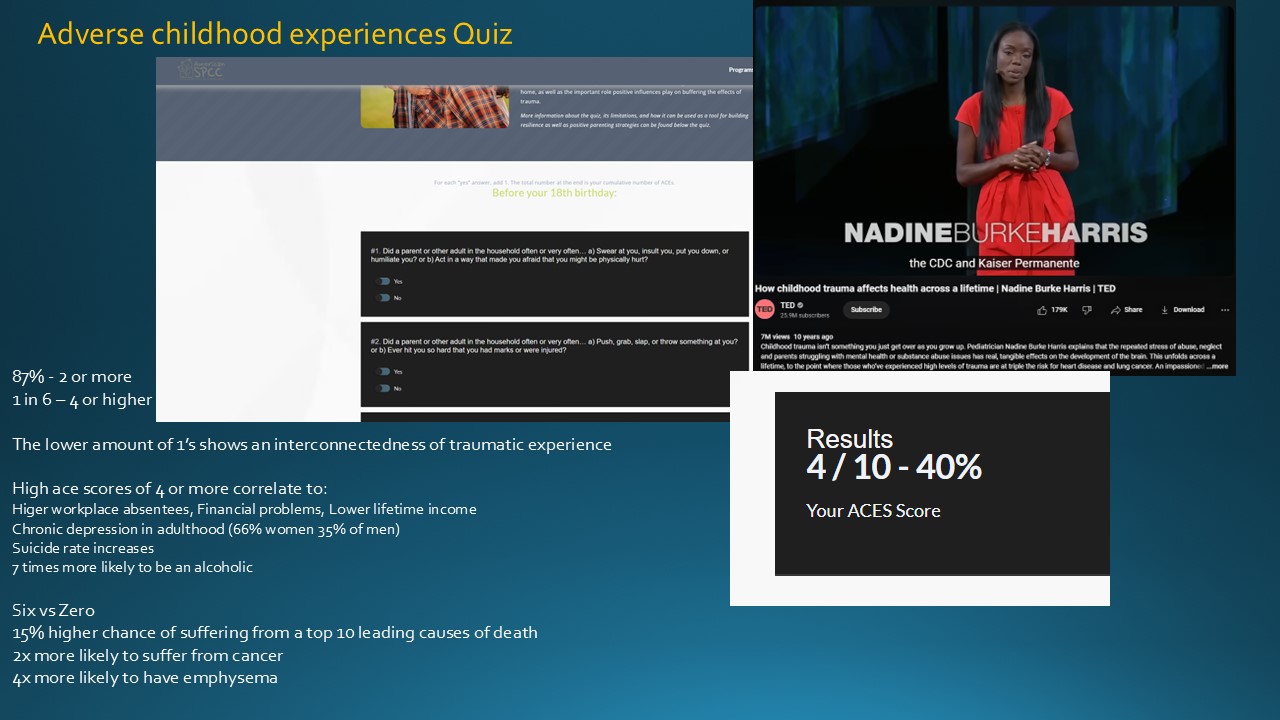 Adverse childhood experiences Quiz
SPCC
Programs
home, as well as the important role positive influences play on buffering the effects of
trauma.
More information about the quiz, its limitations, and how it can be used as a tool for building
resilience as well as positive parenting strategies can be found below the quiz.
For each "yes" answer, add 1. The total number at the end is your cumulative number of ACEs.
Before your 18th birthday:
#1. Did a parent or other adult in the household often or very often... a) Swear at you, insult you, put you down, or
humiliate you? or b) Act in a way that made you afraid that you might be physically hurt?
Yes
No
#2. Did a parent or other adult in the household often or very often... a) Push, grab, slap, or throw something at you?
or b) Ever hit you so hard that you had marks or were injured?
Yes
No
NADINEBURKEHARRIS
the CDC and Kaiser Permanente
How childhood trauma affects health across a lifetime | Nadine Burke Harris | TED
TED
TED
25.9M subscribers
Subscribe
179K
Share
Download
7M views 10 years ago
Childhood trauma isn't something you just get over as you grow up. Pediatrician Nadine Burke Harris explains that the repeated stress of abuse, neglect
and parents struggling with mental health or substance abuse issues has real, tangible effects on the development of the brain. This unfolds across a
lifetime, to the point where those who've experienced high levels of trauma are at triple the risk for heart disease and lung cancer. An impassioned ...more
87% - 2 or more
1 in 6 – 4 or higher
The lower amount of 1's shows an interconnectedness of traumatic experience
High ace scores of 4 or more correlate to:
Higer workplace absentees, Financial problems, Lower lifetime income
Chronic depression in adulthood (66% women 35% of men)
Suicide rate increases
7 times more likely to be an alcoholic
Six vs Zero
15% higher chance of suffering from a top 10 leading causes of death
2x more likely to suffer from cancer
4x more likely to have emphysema
Results
4 / 10 - 40%
Your ACES Score